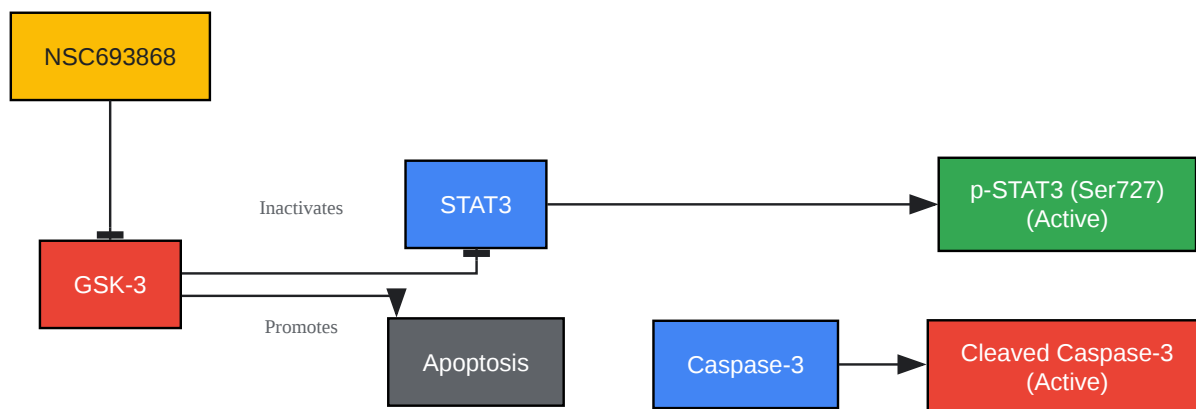 NSC693868
Inactivates
STAT3
p-STAT3 (Ser727)
(Active)
GSK-3
Promotes
Apoptosis
Caspase-3
Cleaved Caspase-3
(Active)